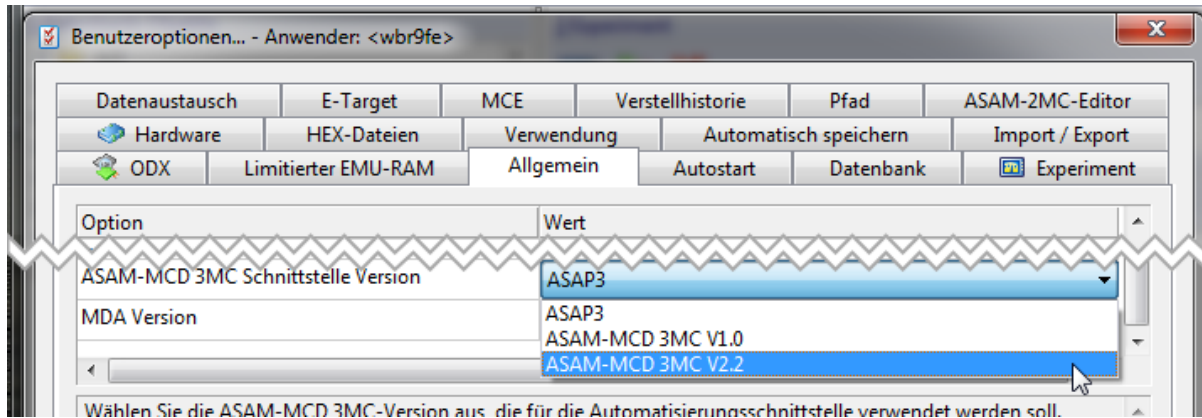 Benutzeroptionen... - Anwender: <wbr9fe>
Datenaustausch E-Target MCE Verstellhistorie Pfad ASAM-2MC-Editor
Hardware HEX-Dateien Verwendung Automatisch speichern Import / Export
ODX Limitierter EMU-RAM Allgemein Autostart Datenbank Experiment
Option Wert
ASAM-MCD 3MC Schnittstelle Version ASAP3
MDA Version ASAP3
ASAM-MCD 3MC V1.0
ASAM-MCD 3MC V2.2
Wählen Sie die ASAM-MCD 3MC-Version aus, die für die Automatisierungsschnittstelle verwendet werden soll.